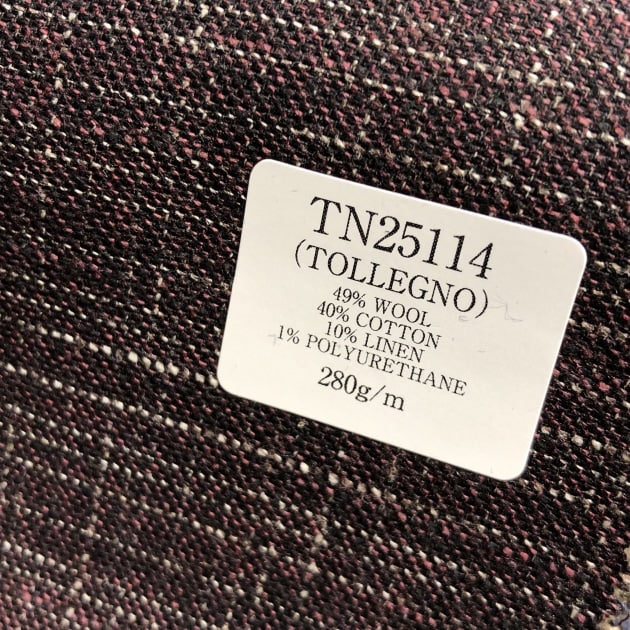 TN25114
(TOLLEGNO)
49% WOOL
40% COTTON
10% LINEN
1% POLYURETHANE
280g/m